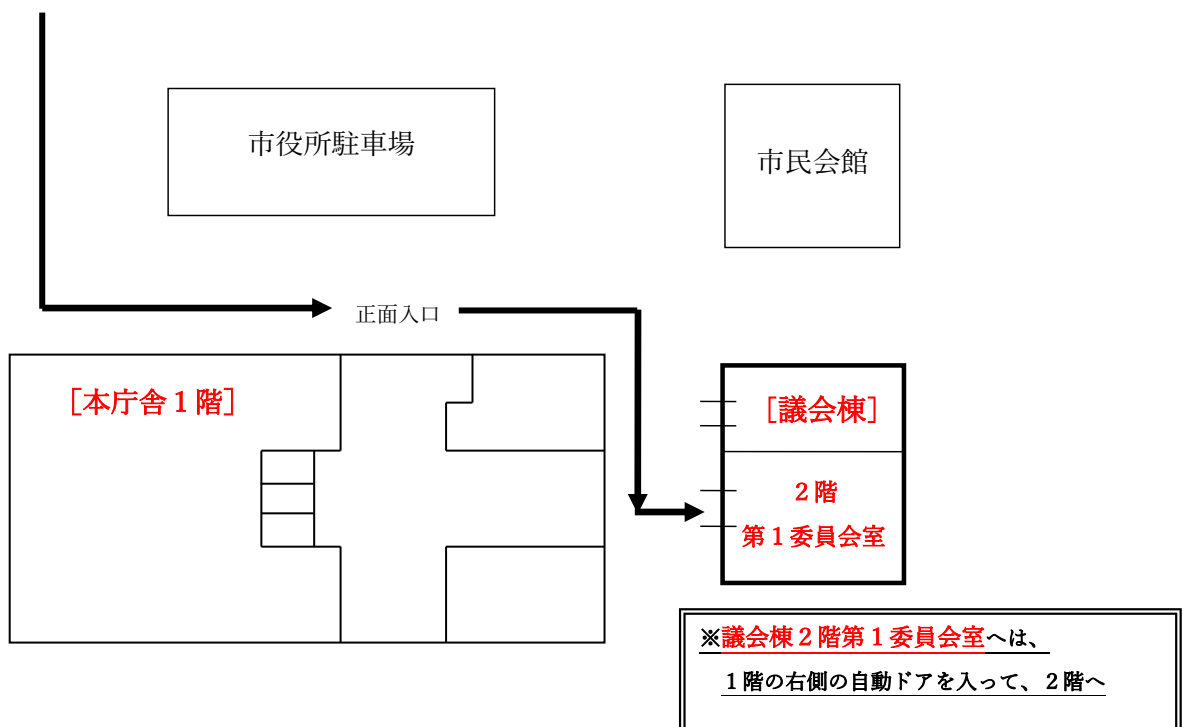 市役所駐車場
市民会館
正面入口
［本庁舎１階］
［議会棟］
２階
第１委員会室
※議会棟２階第１委員会室へは、
１階の右側の自動ドアを入って、２階へ